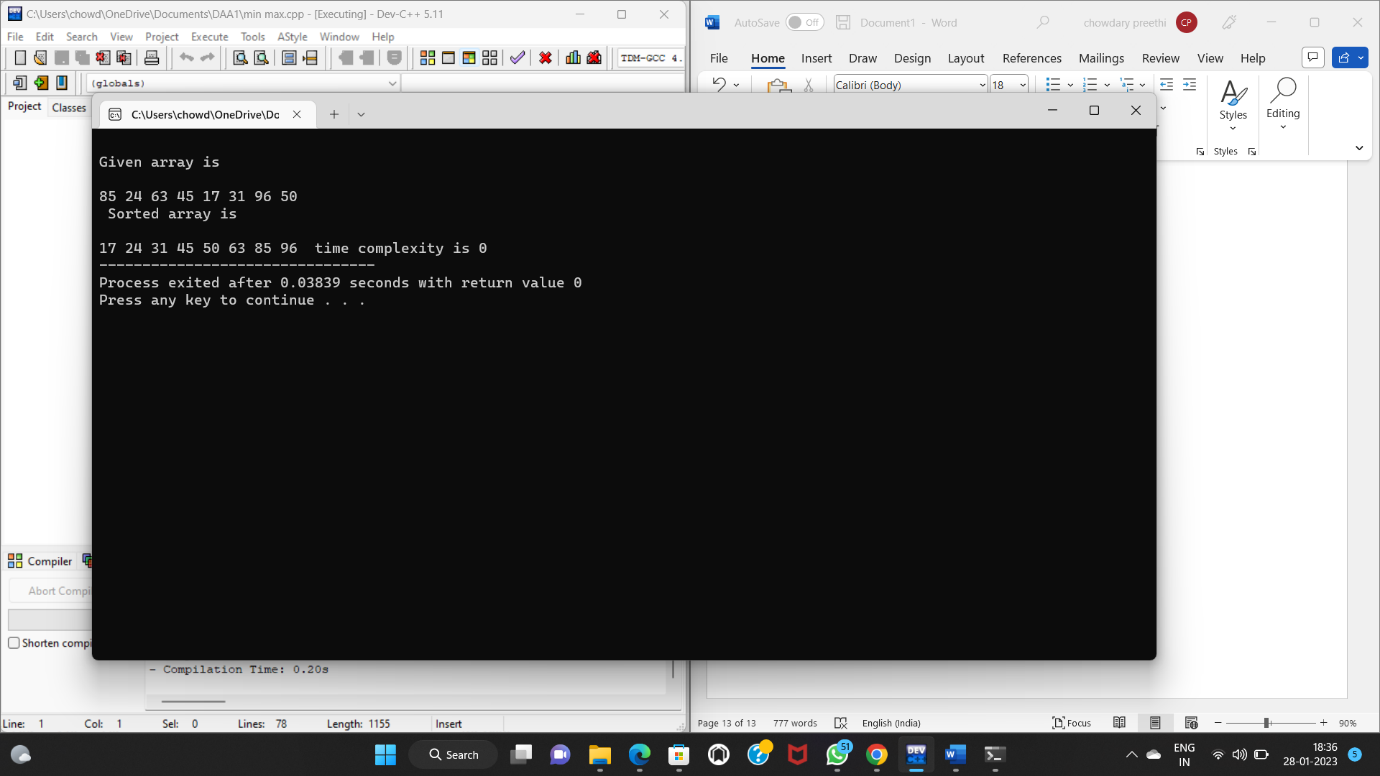 C:\Users\chowd\OneDrive\Documents\DAA1\min max.cpp - [Executing] - Dev-C++ 5.11
File Edit Search View Project Execute Tools AStyle Window Help
TDM-GCC 4.
(globals)
Project Classes
AutoSave Off Document1 - Word chowdary preethi CP
File Home Insert Draw Design Layout References Mailings Review View Help
Calibri (Body) 18
Styles Editing
Styles
C:\Users\chowd\OneDrive\Do
Given array is
85 24 63 45 17 31 96 50
Sorted array is
17 24 31 45 50 63 85 96 time complexity is 0
--------------------------------
Process exited after 0.03839 seconds with return value 0
Press any key to continue . . .
Compiler
Abort Compi
Shorten compi
- Compilation Time: 0.20s
Line: 1 Col: 1 Sel: 0 Lines: 78 Length: 1155 Insert
Page 13 of 13 777 words English (India) Focus 90%
Search
DEV
51
ENG
IN
18:36
28-01-2023
5